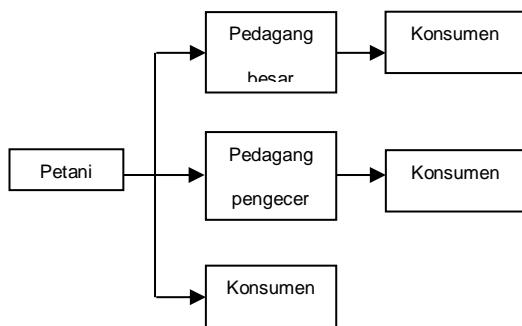 Pedagang
besar
Konsumen
Petani
Pedagang
pengecer
Konsumen
Konsumen